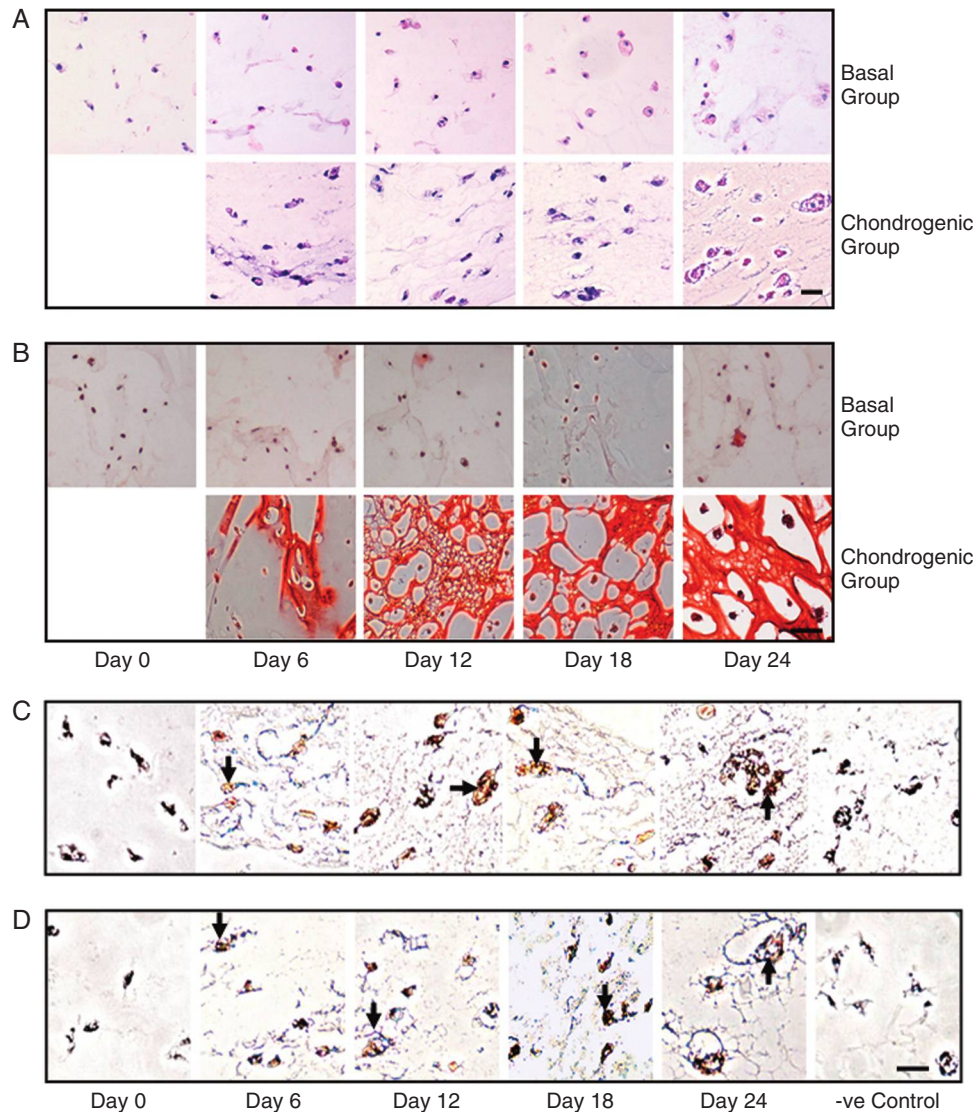 A
Basal
Group
Chondrogenic
Group
B
Basal
Group
Chondrogenic
Group
Day 0 Day 6 Day 12 Day 18 Day 24
C
D
Day 0 Day 6 Day 12 Day 18 Day 24 -ve Control